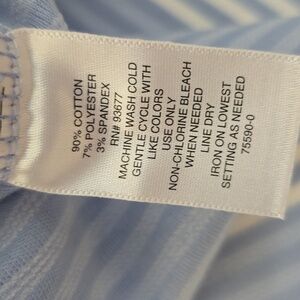 90% COTTON
7% POLYESTER
3% SPANDEX
RN# 93677
MACHINE WASH COLD
GENTLE CYCLE WITH
LIKE COLORS
USE ONLY
NON-CHLORINE BLEACH
WHEN NEEDED
LINE DRY
IRON ON LOWEST
SETTING AS NEEDED
75590-0